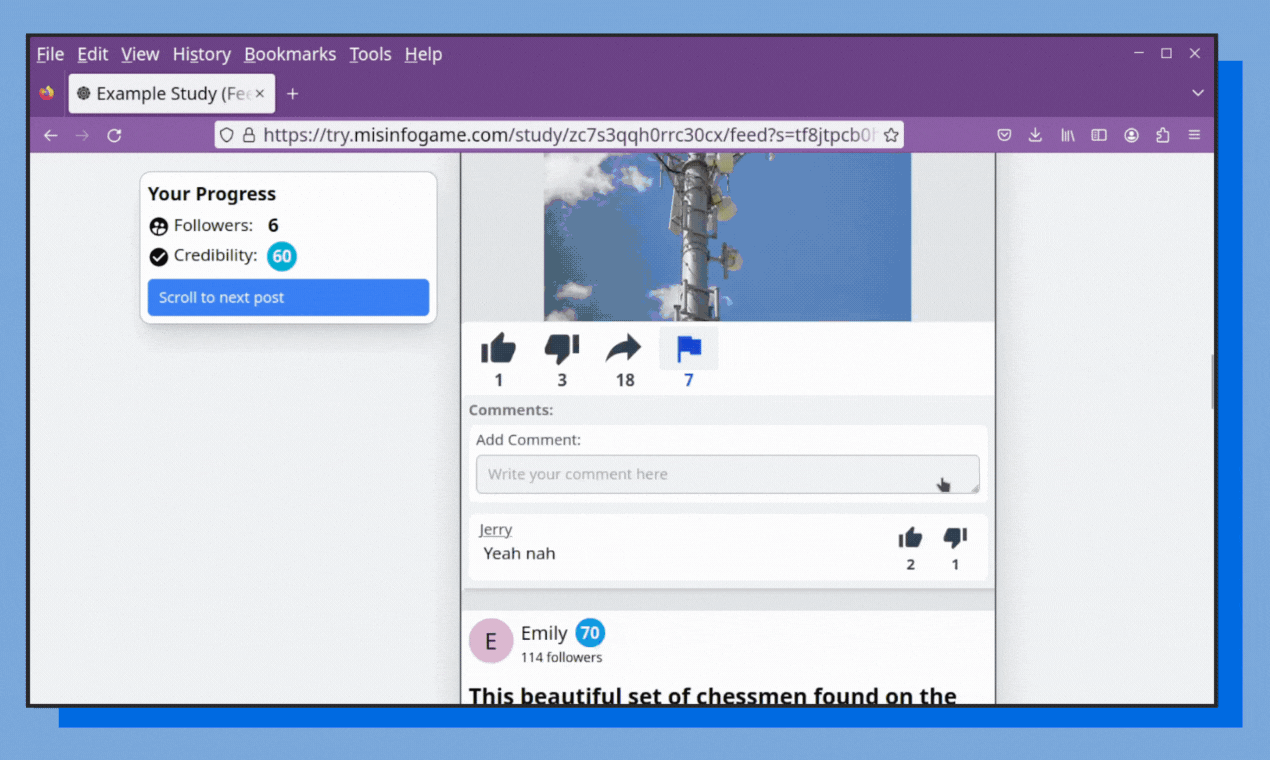 File Edit View History Bookmarks Tools Help
Example Study (Fee
https://try.misinfogame.com/study/zc7s3qqh0rrc30cx/feed?s=tf8jtpcb0h
Your Progress
Followers: 6
Credibility: 60
Scroll to next post
1 3 18 7
Comments:
Add Comment:
Write your comment here
Jerry
Yeah nah
2 1
E
Emily 70
114 followers
This beautiful set of chessmen found on the